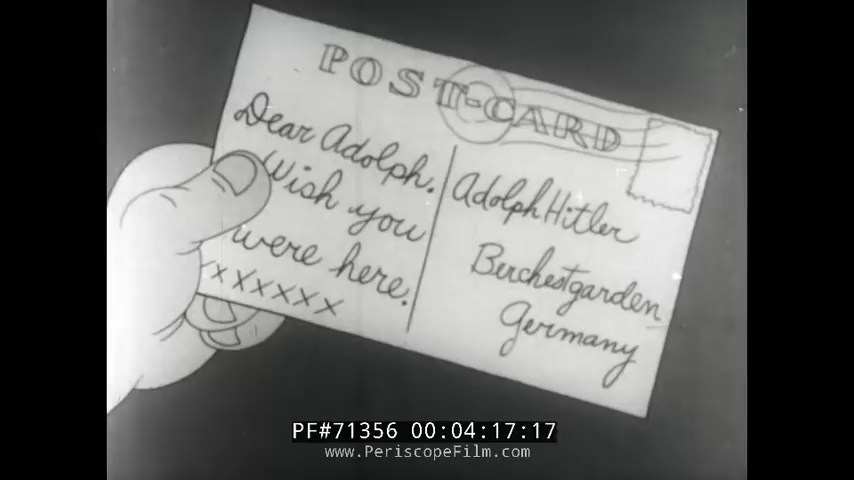 POST-CARD
Dear Adolph.
Wish you
were here.
xxxxxxx
Adolph Hitler
Berchestgarden
Germany
PF#71356 00:04:17:17
www.PeriscopeFilm.com